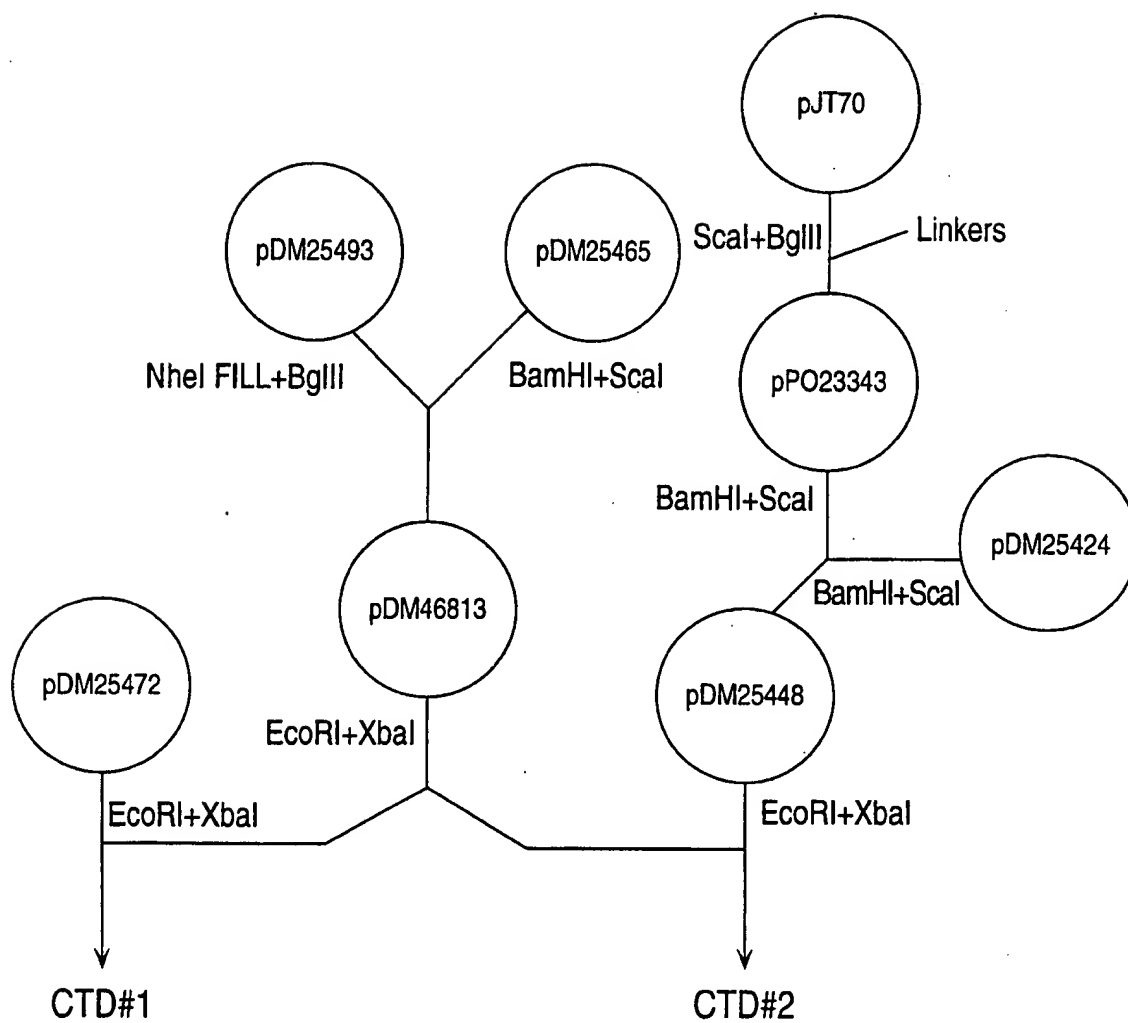 pJT70
ScaI+BglII
Linkers
pDM25493
pDM25465
NheI FILL+BglII
BamHI+ScaI
pPO23343
BamHI+ScaI
pDM25424
BamHI+ScaI
pDM46813
pDM25472
pDM25448
EcoRI+XbaI
EcoRI+XbaI
EcoRI+XbaI
CTD#1
CTD#2